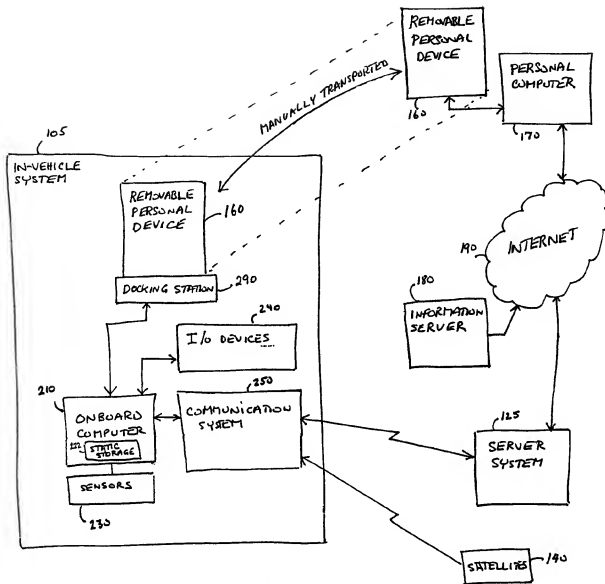 REMOVABLE
PERSONAL
DEVICE
160
PERSONAL
COMPUTER
170
MANUALLY TRANSPORTED
105
IN-VEHICLE
SYSTEM
REMOVABLE
PERSONAL
DEVICE
160
DOCKING STATION
290
190
INTERNET
180
INFORMATION
SERVER
240
I/O DEVICES
210
ONBOARD
COMPUTER
222
STATIC
STORAGE
250
COMMUNICATION
SYSTEM
SENSORS
230
125
SERVER
SYSTEM
SATELLITES
140